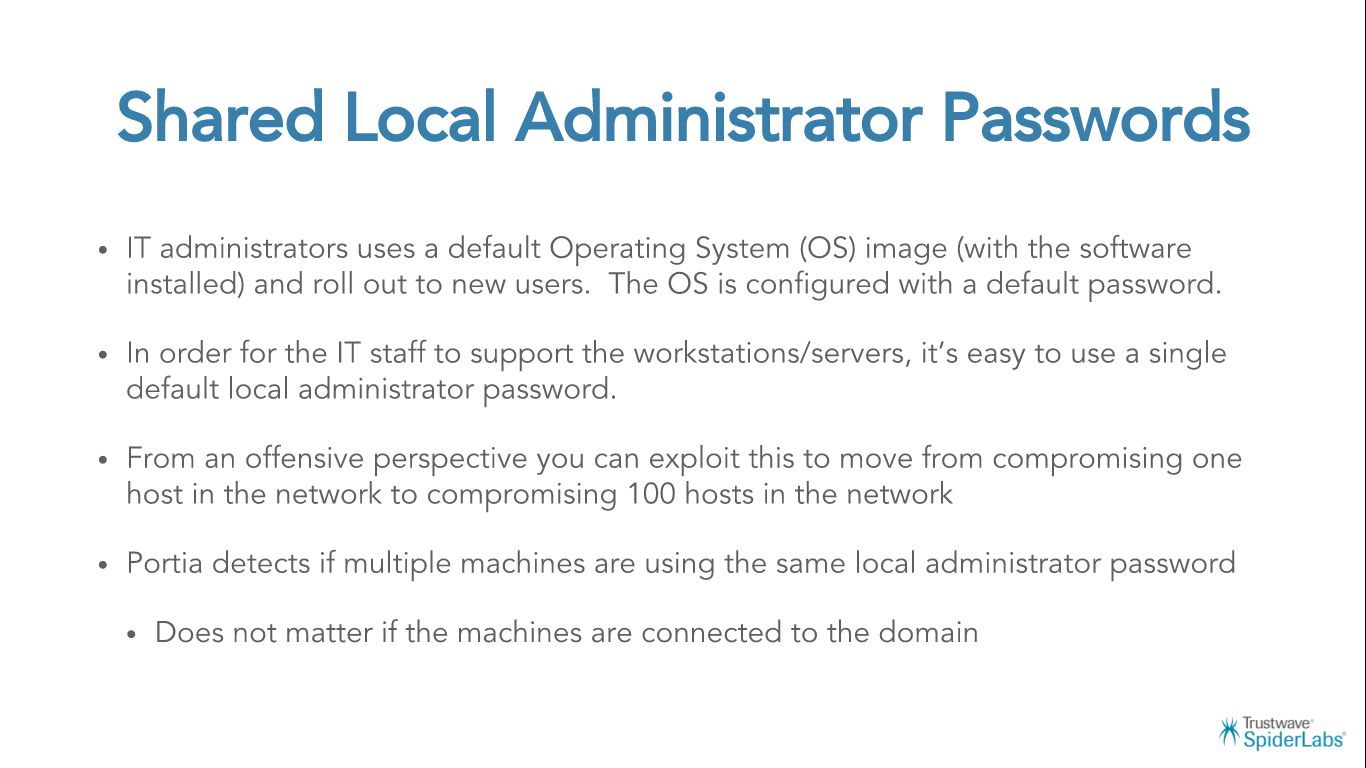 Shared Local Administrator Passwords
• IT administrators uses a default Operating System (OS) image (with the software
installed) and roll out to new users.  The OS is configured with a default password.
• In order for the IT staff to support the workstations/servers, it’s easy to use a single
default local administrator password.
• From an offensive perspective you can exploit this to move from compromising one
host in the network to compromising 100 hosts in the network
• Portia detects if multiple machines are using the same local administrator password
• Does not matter if the machines are connected to the domain
Trustwave®
SpiderLabs®